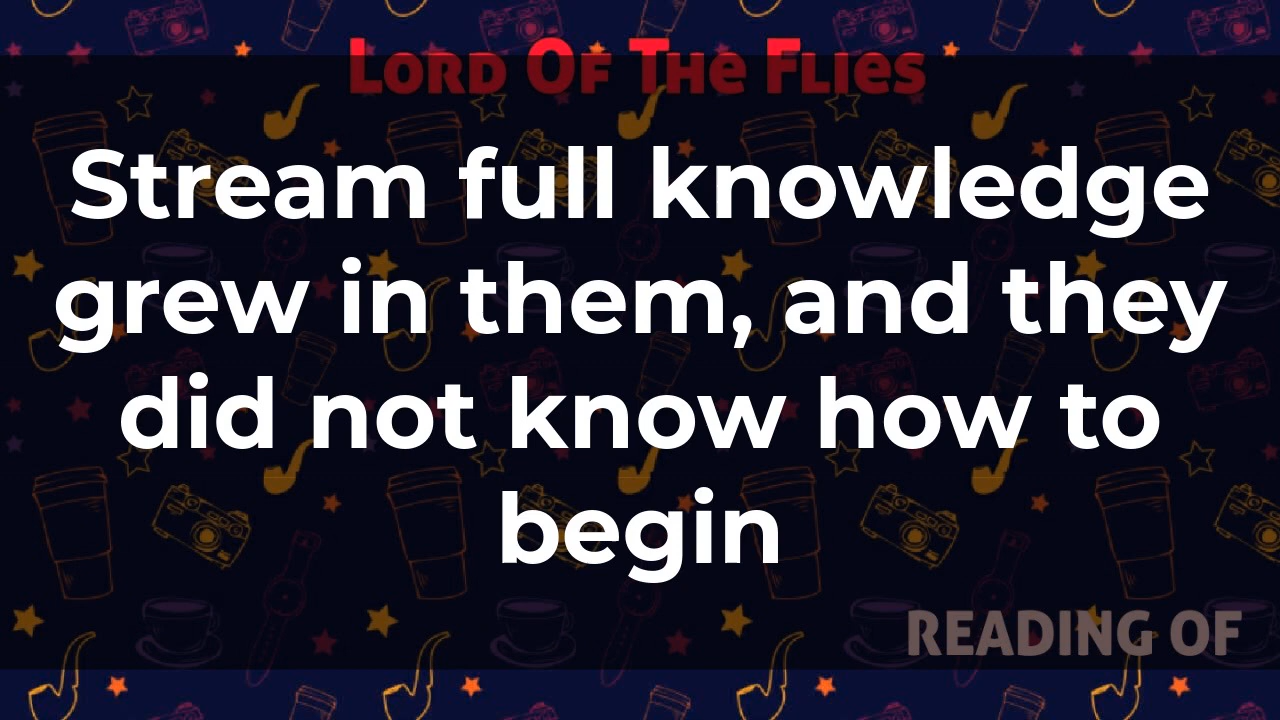 Lord Of The Flies
Stream full knowledge
grew in them, and they
did not know how to
begin
READING OF